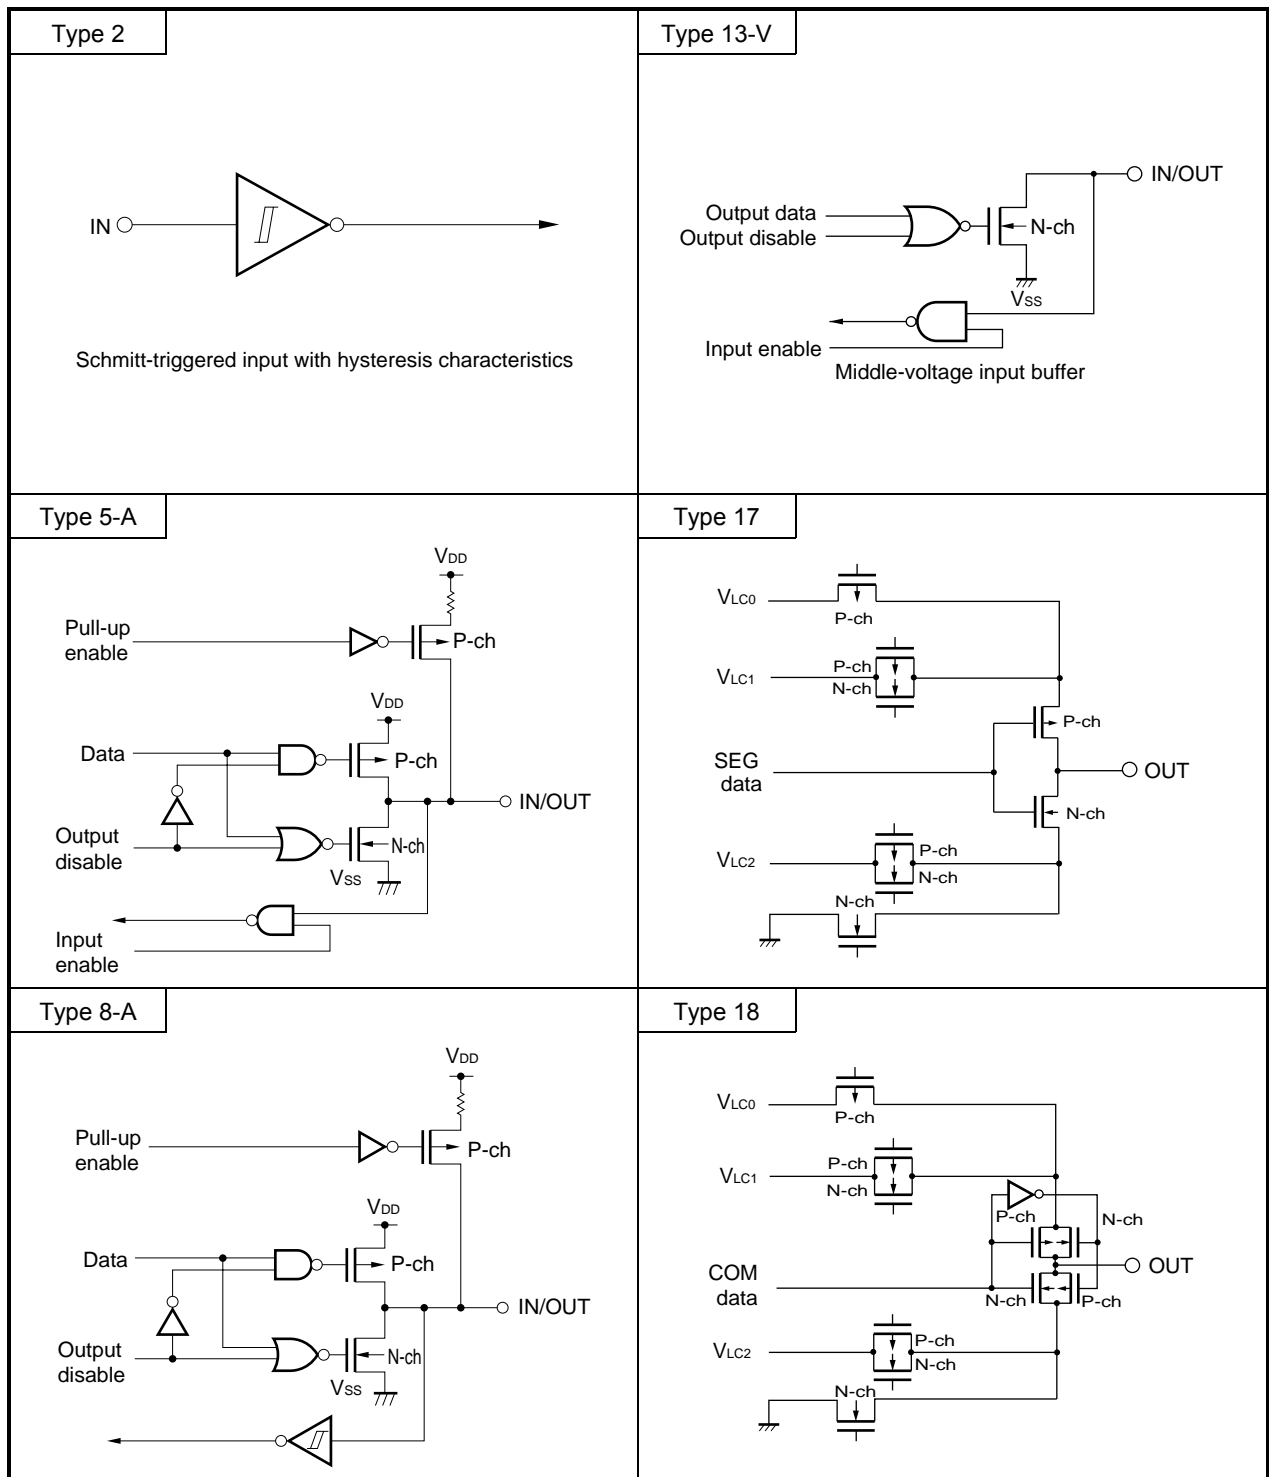 Type 2
IN
Schmitt-triggered input with hysteresis characteristics
Type 13-V
IN/OUT
Output data
Output disable
N-ch
VSS
Input enable
Middle-voltage input buffer
Type 5-A
VDD
Pull-up
enable
P-ch
VDD
Data
P-ch
IN/OUT
Output
disable
N-ch
VSS
Input
enable
Type 17
VLC0
P-ch
VLC1
P-ch
N-ch
P-ch
SEG
data
OUT
N-ch
VLC2
P-ch
N-ch
N-ch
Type 8-A
VDD
Pull-up
enable
P-ch
VDD
Data
P-ch
IN/OUT
Output
disable
N-ch
VSS
Type 18
VLC0
P-ch
VLC1
P-ch
N-ch
P-ch
N-ch
COM
data
OUT
N-ch
P-ch
VLC2
P-ch
N-ch
N-ch